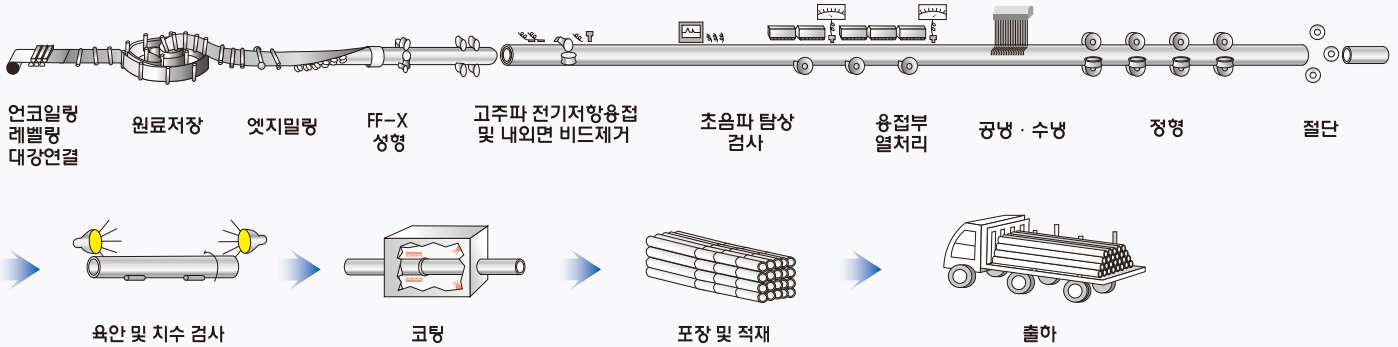 언코일링
레벨링
대강연결
원료저장
엣지밀링
FF-X
성형
고주파 전기저항용접
및 내외면 비드제거
초음파 탐상
검사
용접부
열처리
공냉 · 수냉
정형
절단
육안 및 치수 검사
코팅
포장 및 적재
출하